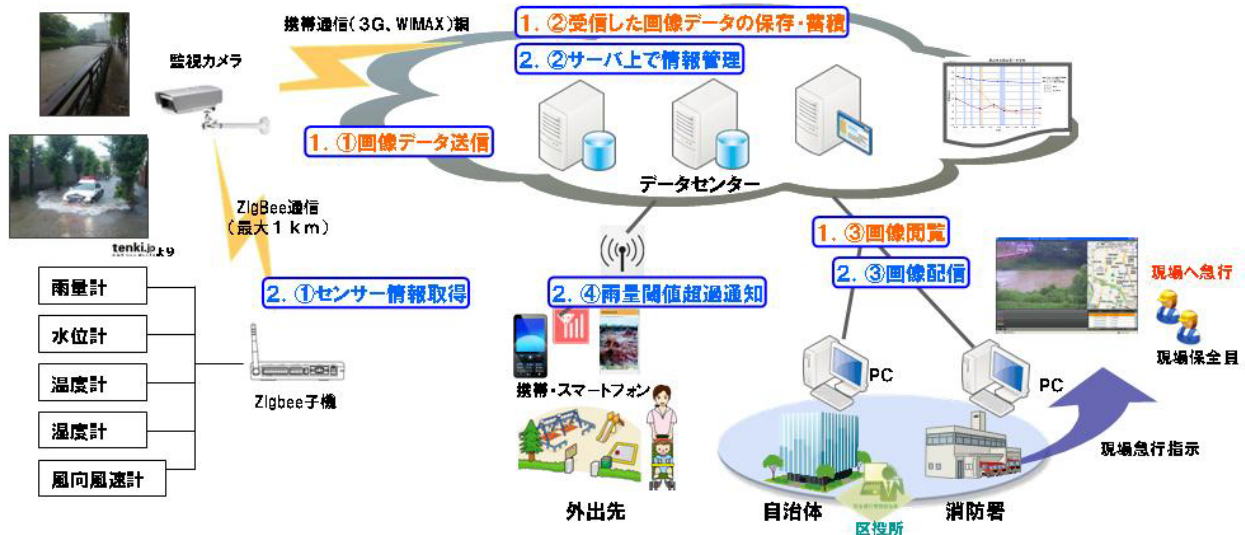 携帯通信(3G、WIMAX)網
1. ②受信した画像データの保存・蓄積
2. ②サーバ上で情報管理
監視カメラ
1. ①画像データ送信
データセンター
ZigBee通信
(最大1km)
tenki.jpより
1. ③画像閲覧
2. ③画像配信
現場へ急行
2. ①センサー情報取得
2. ④雨量閾値超過通知
雨量計
水位計
温度計
湿度計
風向風速計
Zigbee子機
携帯・スマートフォン
PC
PC
現場保全員
現場急行指示
外出先
自治体
区役所
消防署